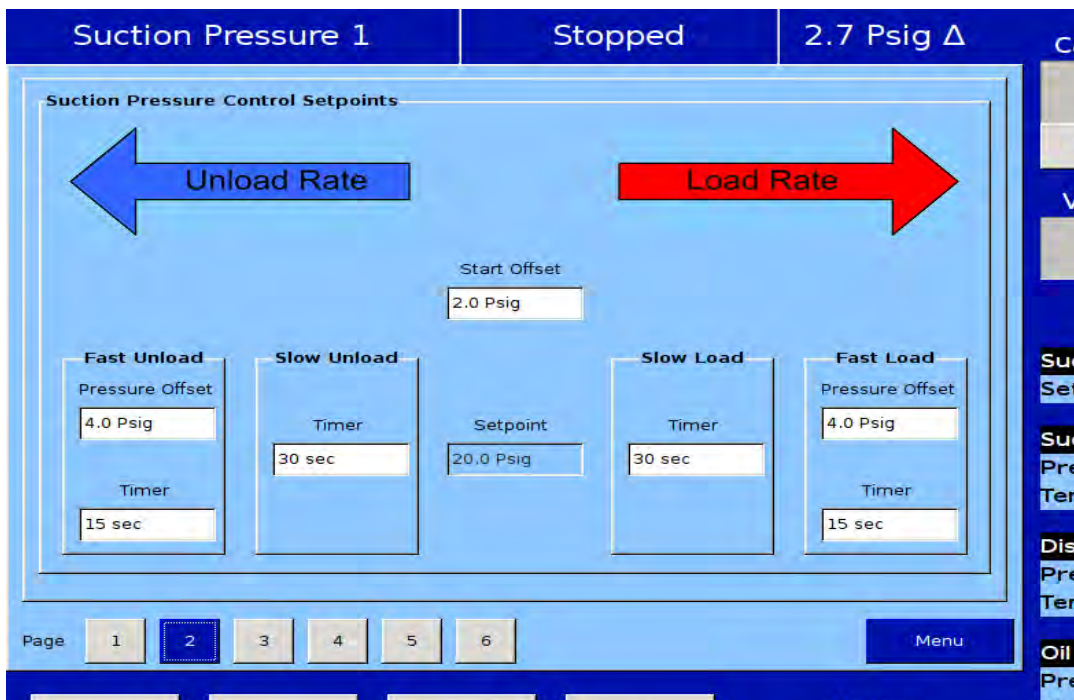 Suction Pressure 1
Stopped
2.7 Psig Δ
Suction Pressure Control Setpoints
Unload Rate
Load Rate
Start Offset
2.0 Psig
Fast Unload
Pressure Offset
4.0 Psig
Timer
15 sec
Slow Unload
Timer
30 sec
Setpoint
20.0 Psig
Slow Load
Timer
30 sec
Fast Load
Pressure Offset
4.0 Psig
Timer
15 sec
Page 1 2 3 4 5 6
Menu
Oil